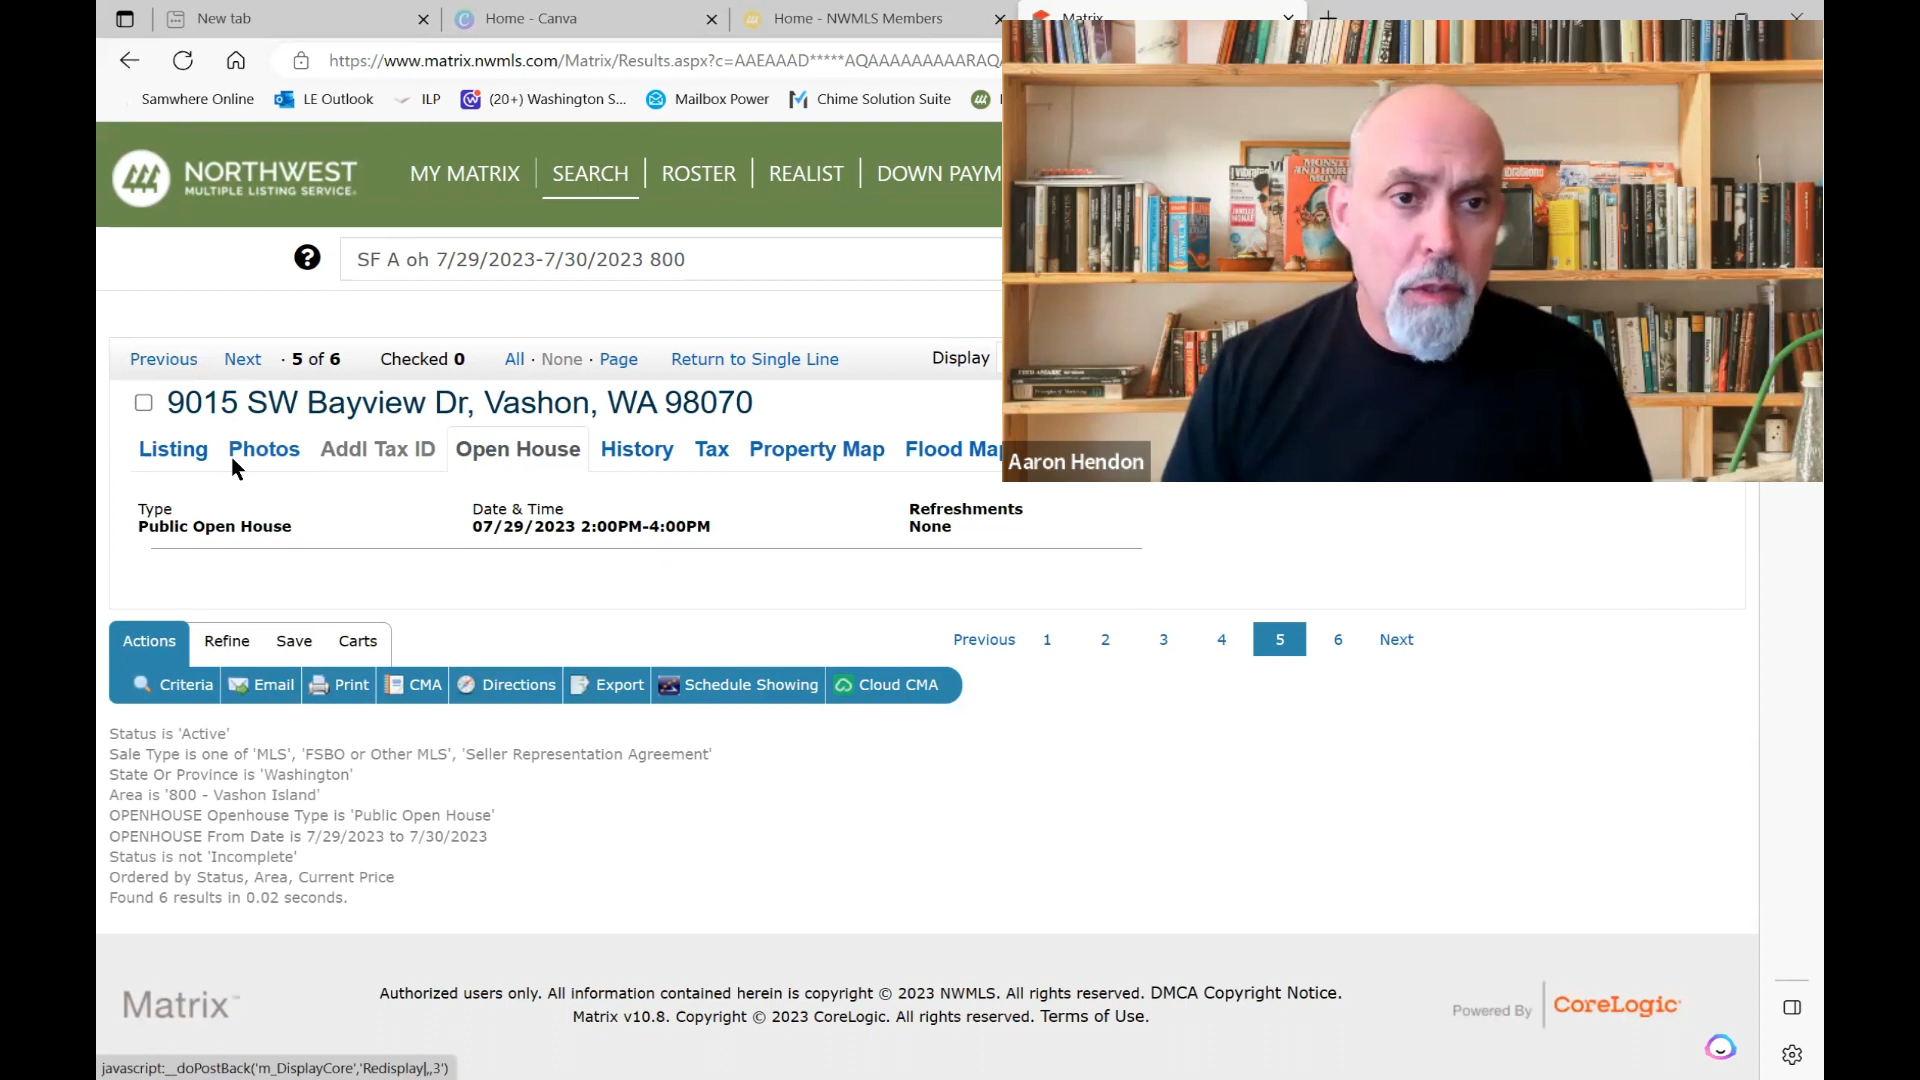 New tab
Home - Canva
Home - NWMLS Members
Matrix
https://www.matrix.nwmls.com/Matrix/Results.aspx?c=AAEAAAD*****AQAAAAAAAAARAQA
Samwhere Online
LE Outlook
ILP
(20+) Washington S...
Mailbox Power
Chime Solution Suite
NORTHWEST
MULTIPLE LISTING SERVICE
MY MATRIX
SEARCH
ROSTER
REALIST
DOWN PAYM
SF A oh 7/29/2023-7/30/2023 800
Previous Next · 5 of 6 Checked 0 All · None · Page Return to Single Line Display
9015 SW Bayview Dr, Vashon, WA 98070
Listing Photos Addl Tax ID Open House History Tax Property Map Flood Map
Aaron Hendon
Type Date & Time Refreshments
Public Open House 07/29/2023 2:00PM-4:00PM None
Actions Refine Save Carts
Previous 1 2 3 4 5 6 Next
Criteria Email Print CMA Directions Export Schedule Showing Cloud CMA
Status is 'Active'
Sale Type is one of 'MLS', 'FSBO or Other MLS', 'Seller Representation Agreement'
State Or Province is 'Washington'
Area is '800 - Vashon Island'
OPENHOUSE Openhouse Type is 'Public Open House'
OPENHOUSE From Date is 7/29/2023 to 7/30/2023
Status is not 'Incomplete'
Ordered by Status, Area, Current Price
Found 6 results in 0.02 seconds.
Matrix™
Authorized users only. All information contained herein is copyright © 2023 NWMLS. All rights reserved. DMCA Copyright Notice.
Matrix v10.8. Copyright © 2023 CoreLogic. All rights reserved. Terms of Use.
Powered By CoreLogic
javascript:__doPostBack('m_DisplayCore','Redisplay|,,3')